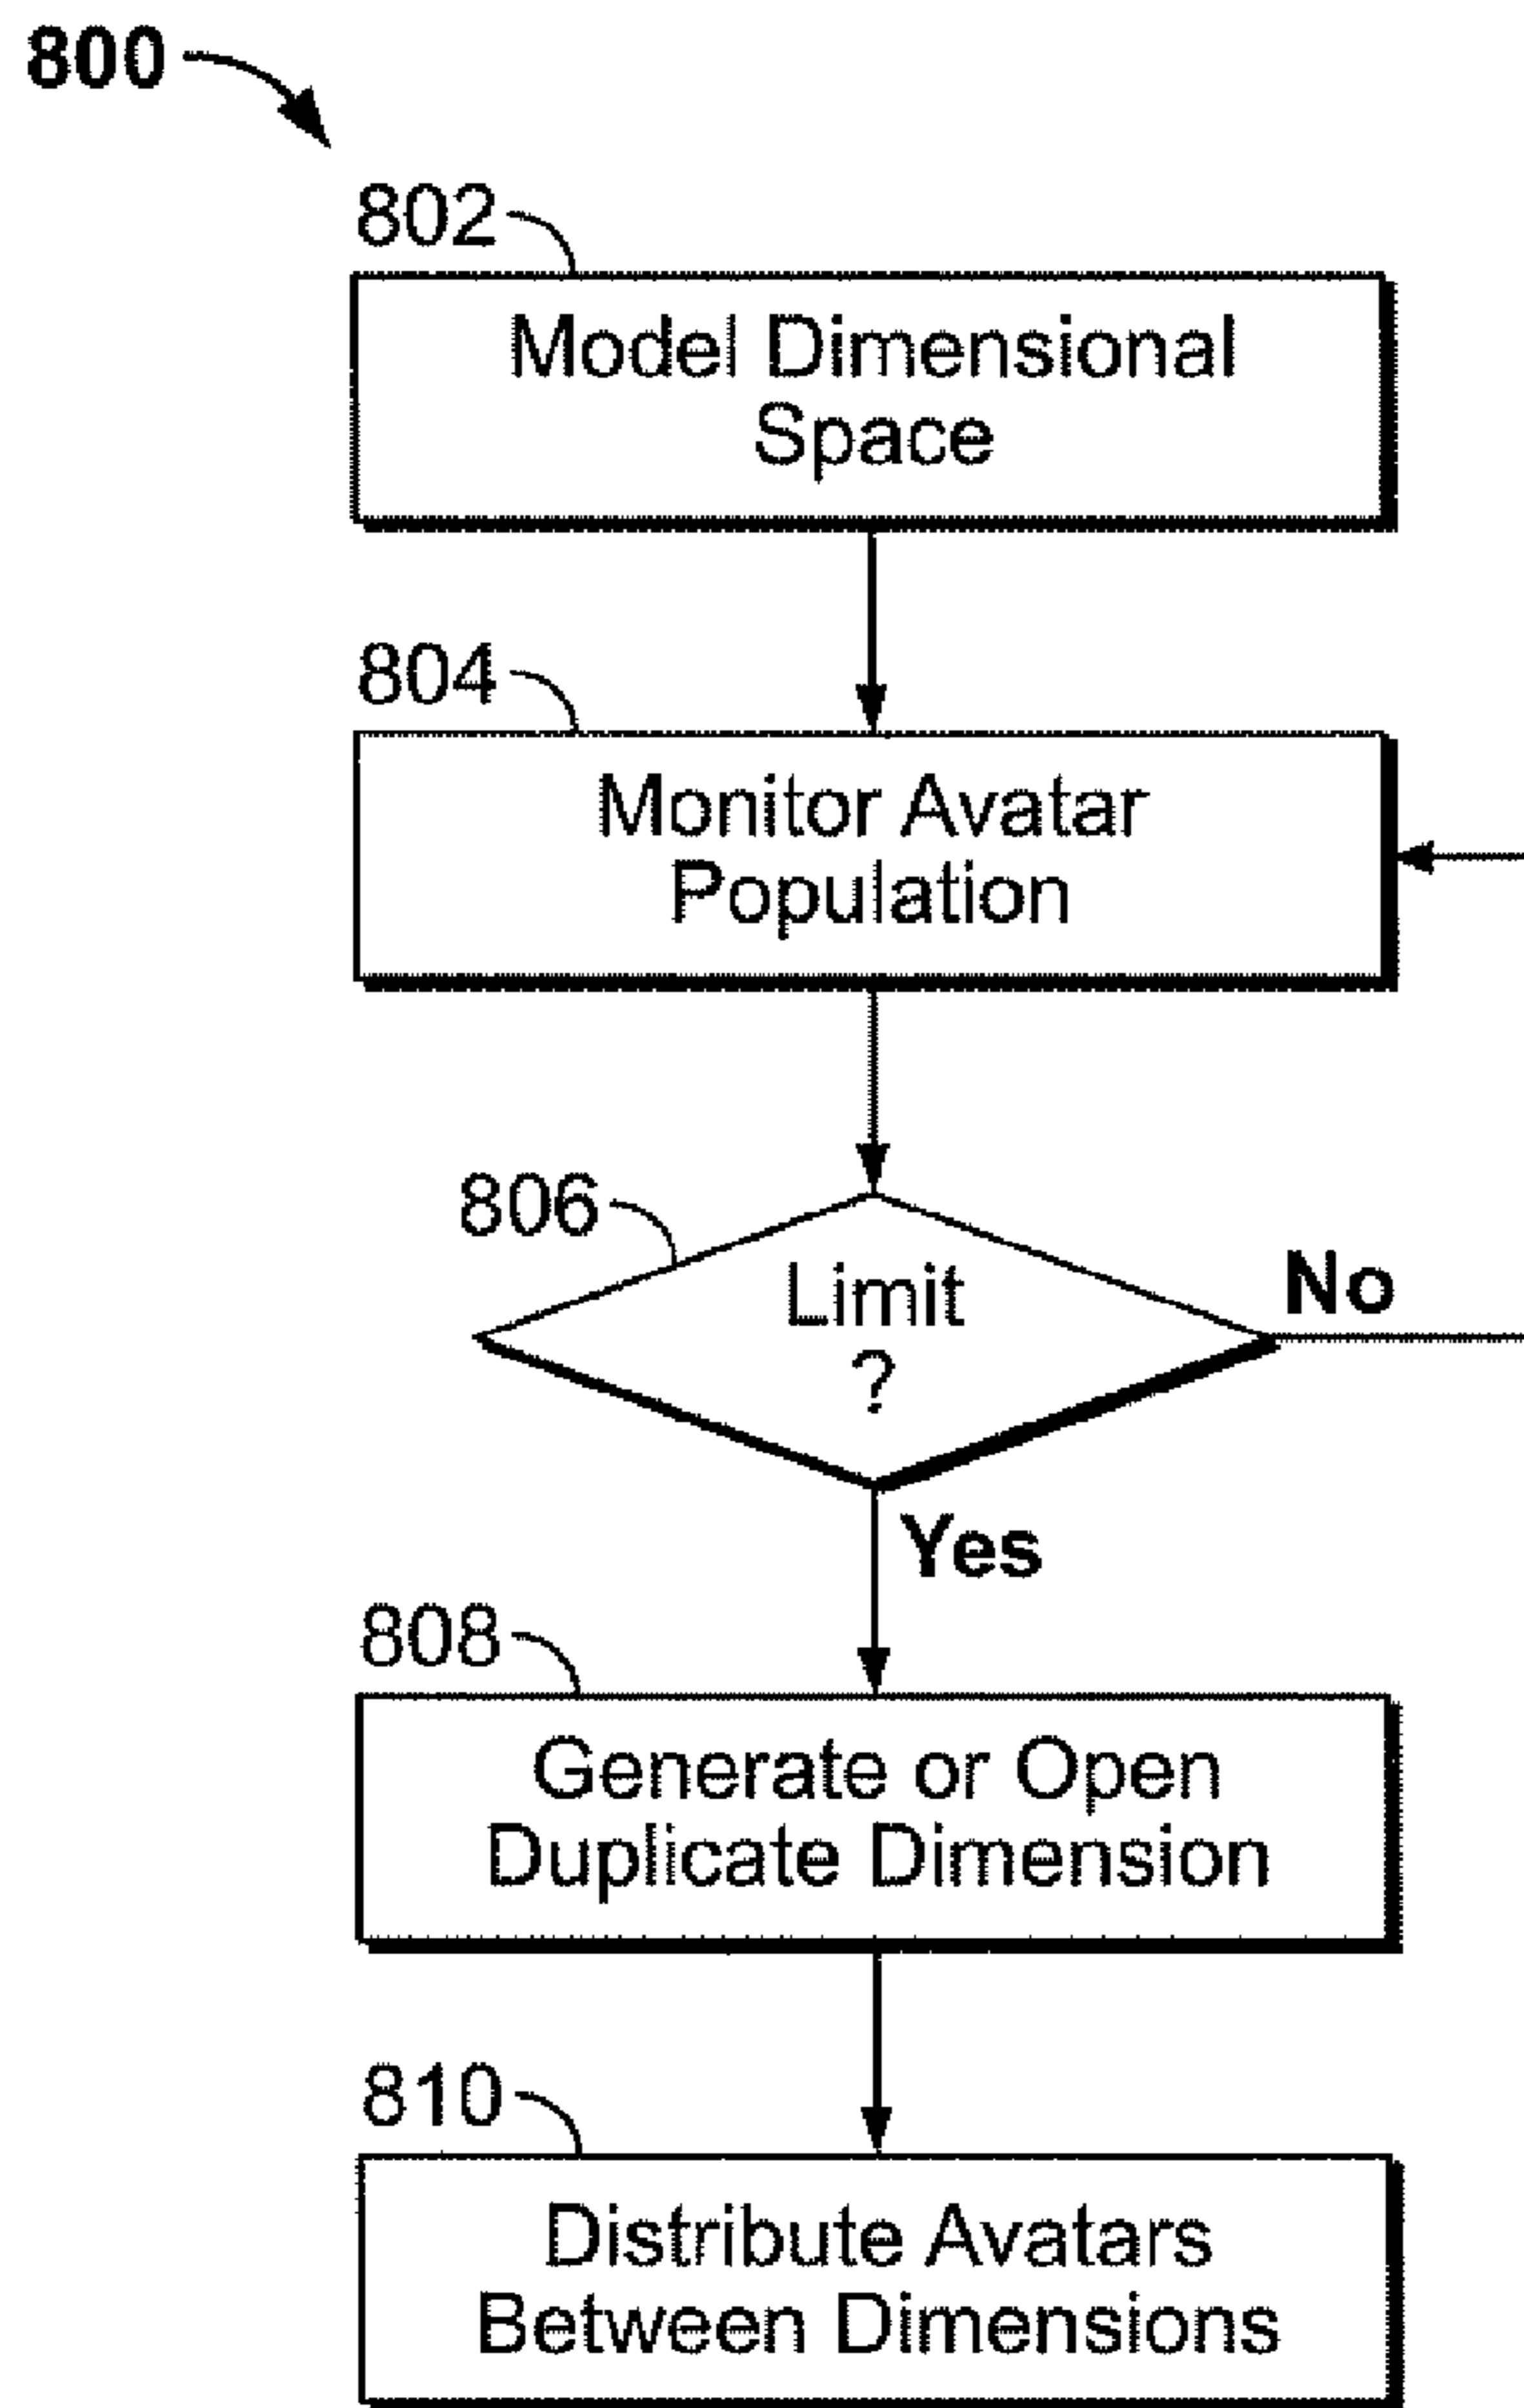 800
802
Model Dimensional
Space
804
Monitor Avatar
Population
806
Limit
?
No
Yes
808
Generate or Open
Duplicate Dimension
810
Distribute Avatars
Between Dimensions